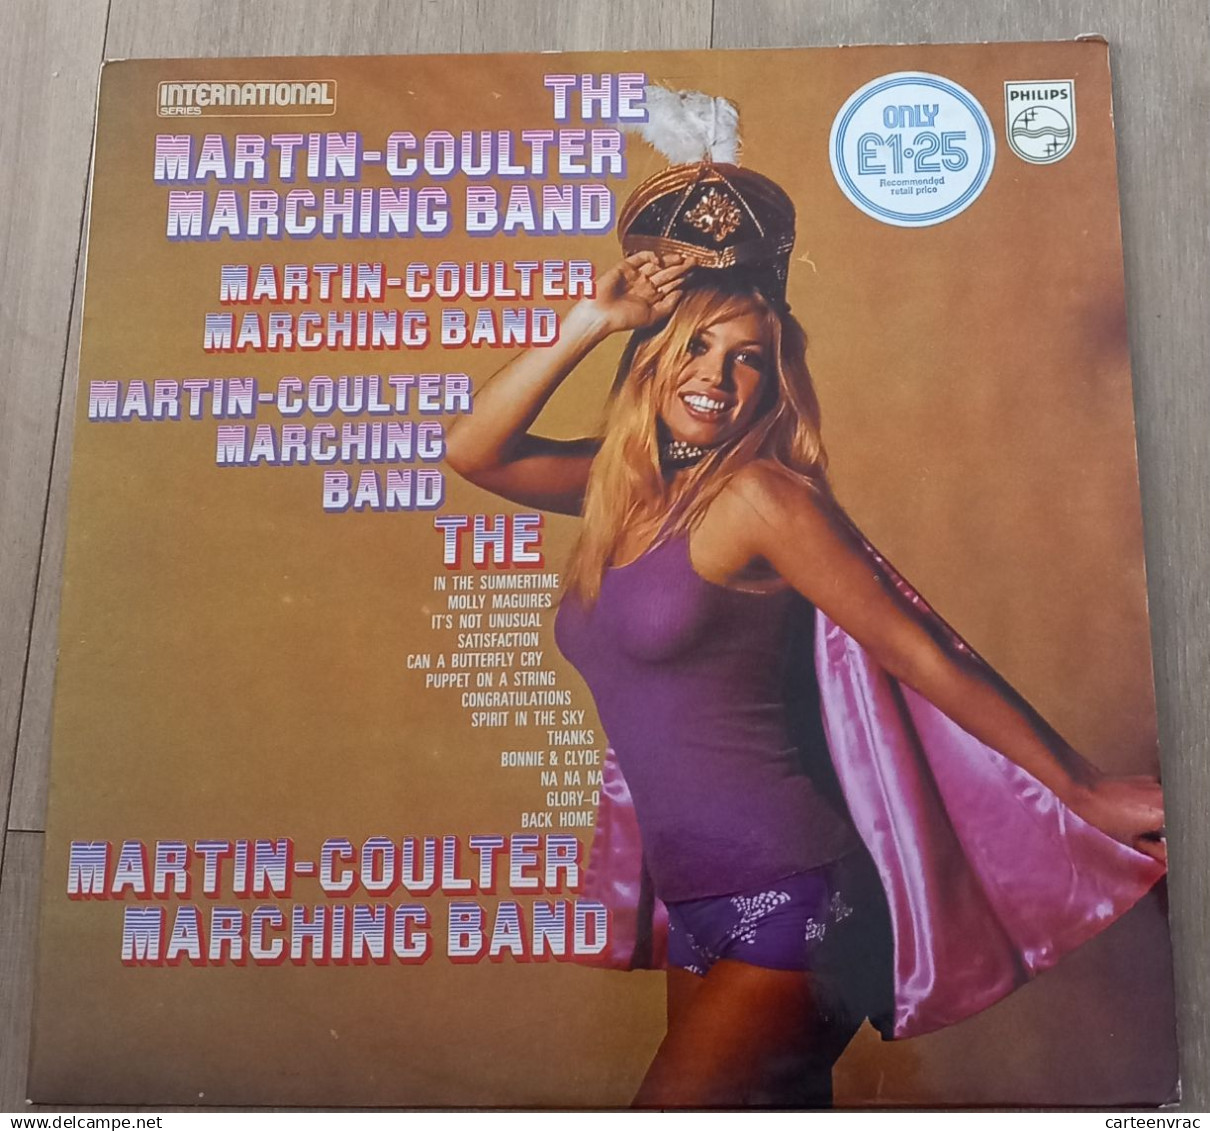 INTERNATIONAL
SERIES
THE
MARTIN-COULTER
MARCHING BAND
ONLY
£1·25
Recommended
retail price
PHILIPS
MARTIN-COULTER
MARCHING BAND
MARTIN-COULTER
MARCHING
BAND
THE
IN THE SUMMERTIME
MOLLY MAGUIRES
IT'S NOT UNUSUAL
SATISFACTION
CAN A BUTTERFLY CRY
PUPPET ON A STRING
CONGRATULATIONS
SPIRIT IN THE SKY
THANKS
BONNIE & CLYDE
NA NA NA
GLORY-O
BACK HOME
MARTIN-COULTER
MARCHING BAND
delcampe.net
carteenvrac